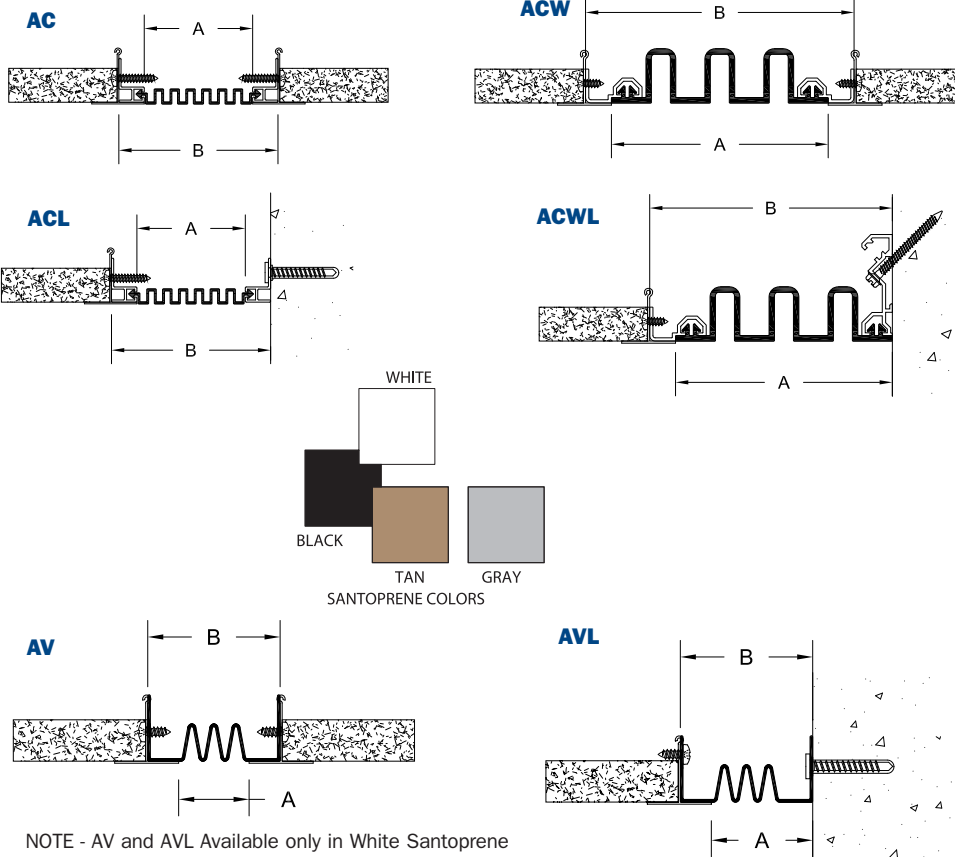 AC
A
B
ACW
B
A
ACL
A
B
ACWL
B
A
WHITE
BLACK
TAN
GRAY
SANTOPRENE COLORS
AV
B
A
AVL
B
A
NOTE - AV and AVL Available only in White Santoprene